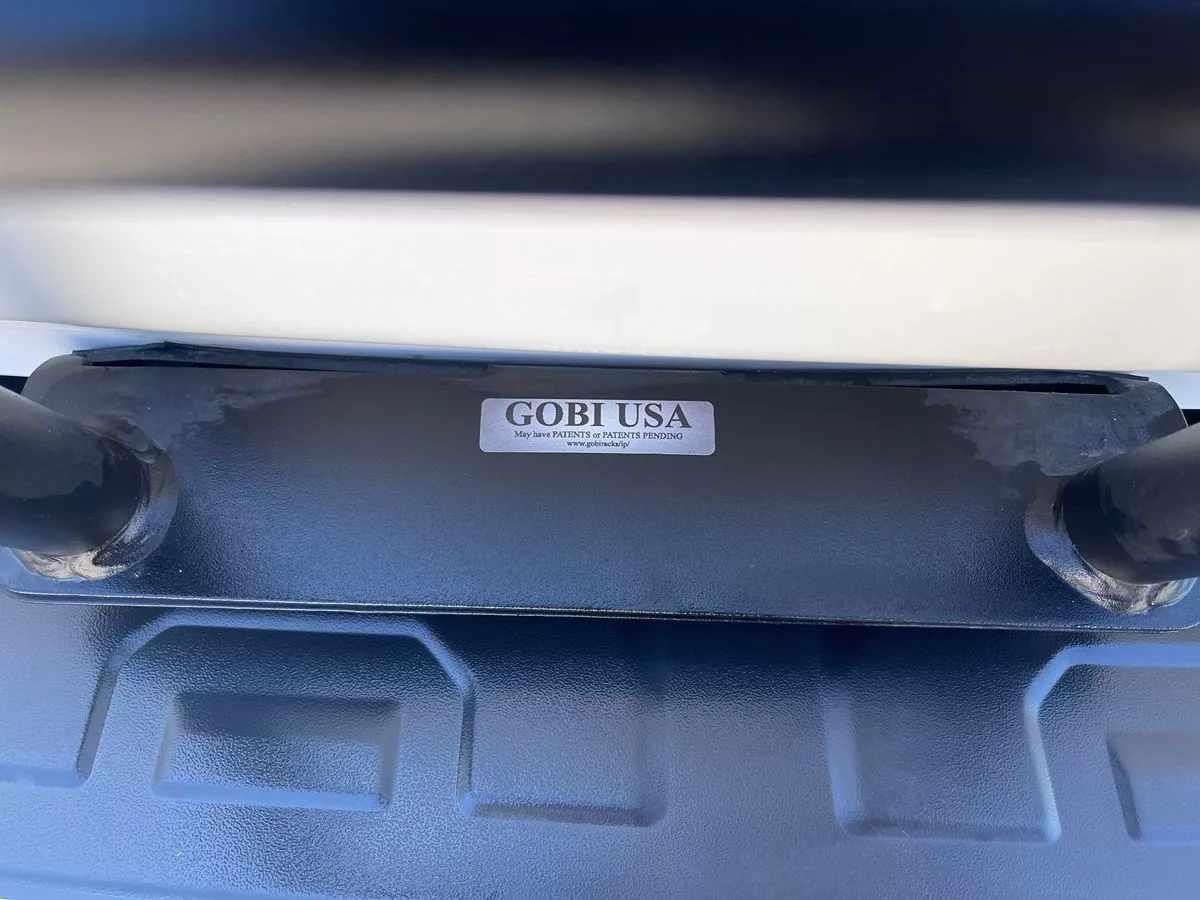 GOBI USA
May have PATENTS or PATENTS PENDING
www.gobiracks/ip/